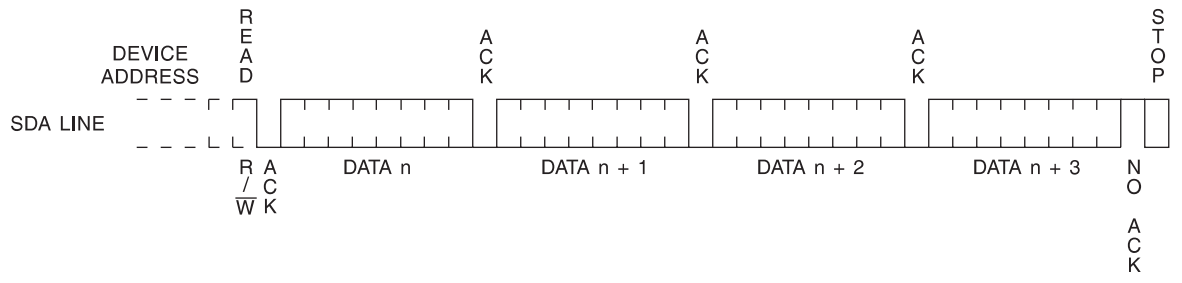 READ
ACK
ACK
ACK
STOP
DEVICE
ADDRESS
SDA LINE
R/W
ACK
DATA n
DATA n + 1
DATA n + 2
DATA n + 3
NO ACK